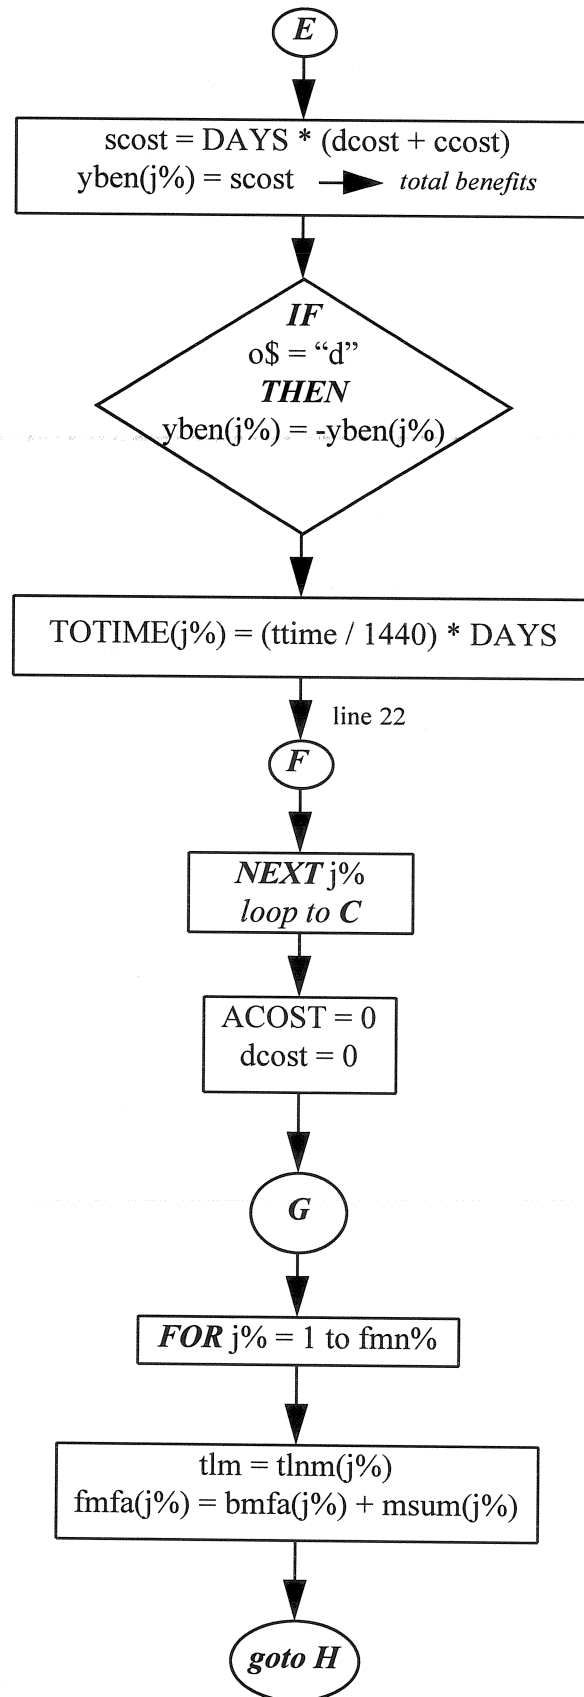 E
scost = DAYS * (dcost + ccost)
yben(j%) = scost total benefits
IF
o$ = “d”
THEN
yben(j%) = -yben(j%)
TOTIME(j%) = (ttime / 1440) * DAYS
line 22
F
NEXT j%
loop to C
ACOST = 0
dcost = 0
G
FOR j% = 1 to fmn%
tlm = tlnm(j%)
fmfa(j%) = bmfa(j%) + msum(j%)
goto H